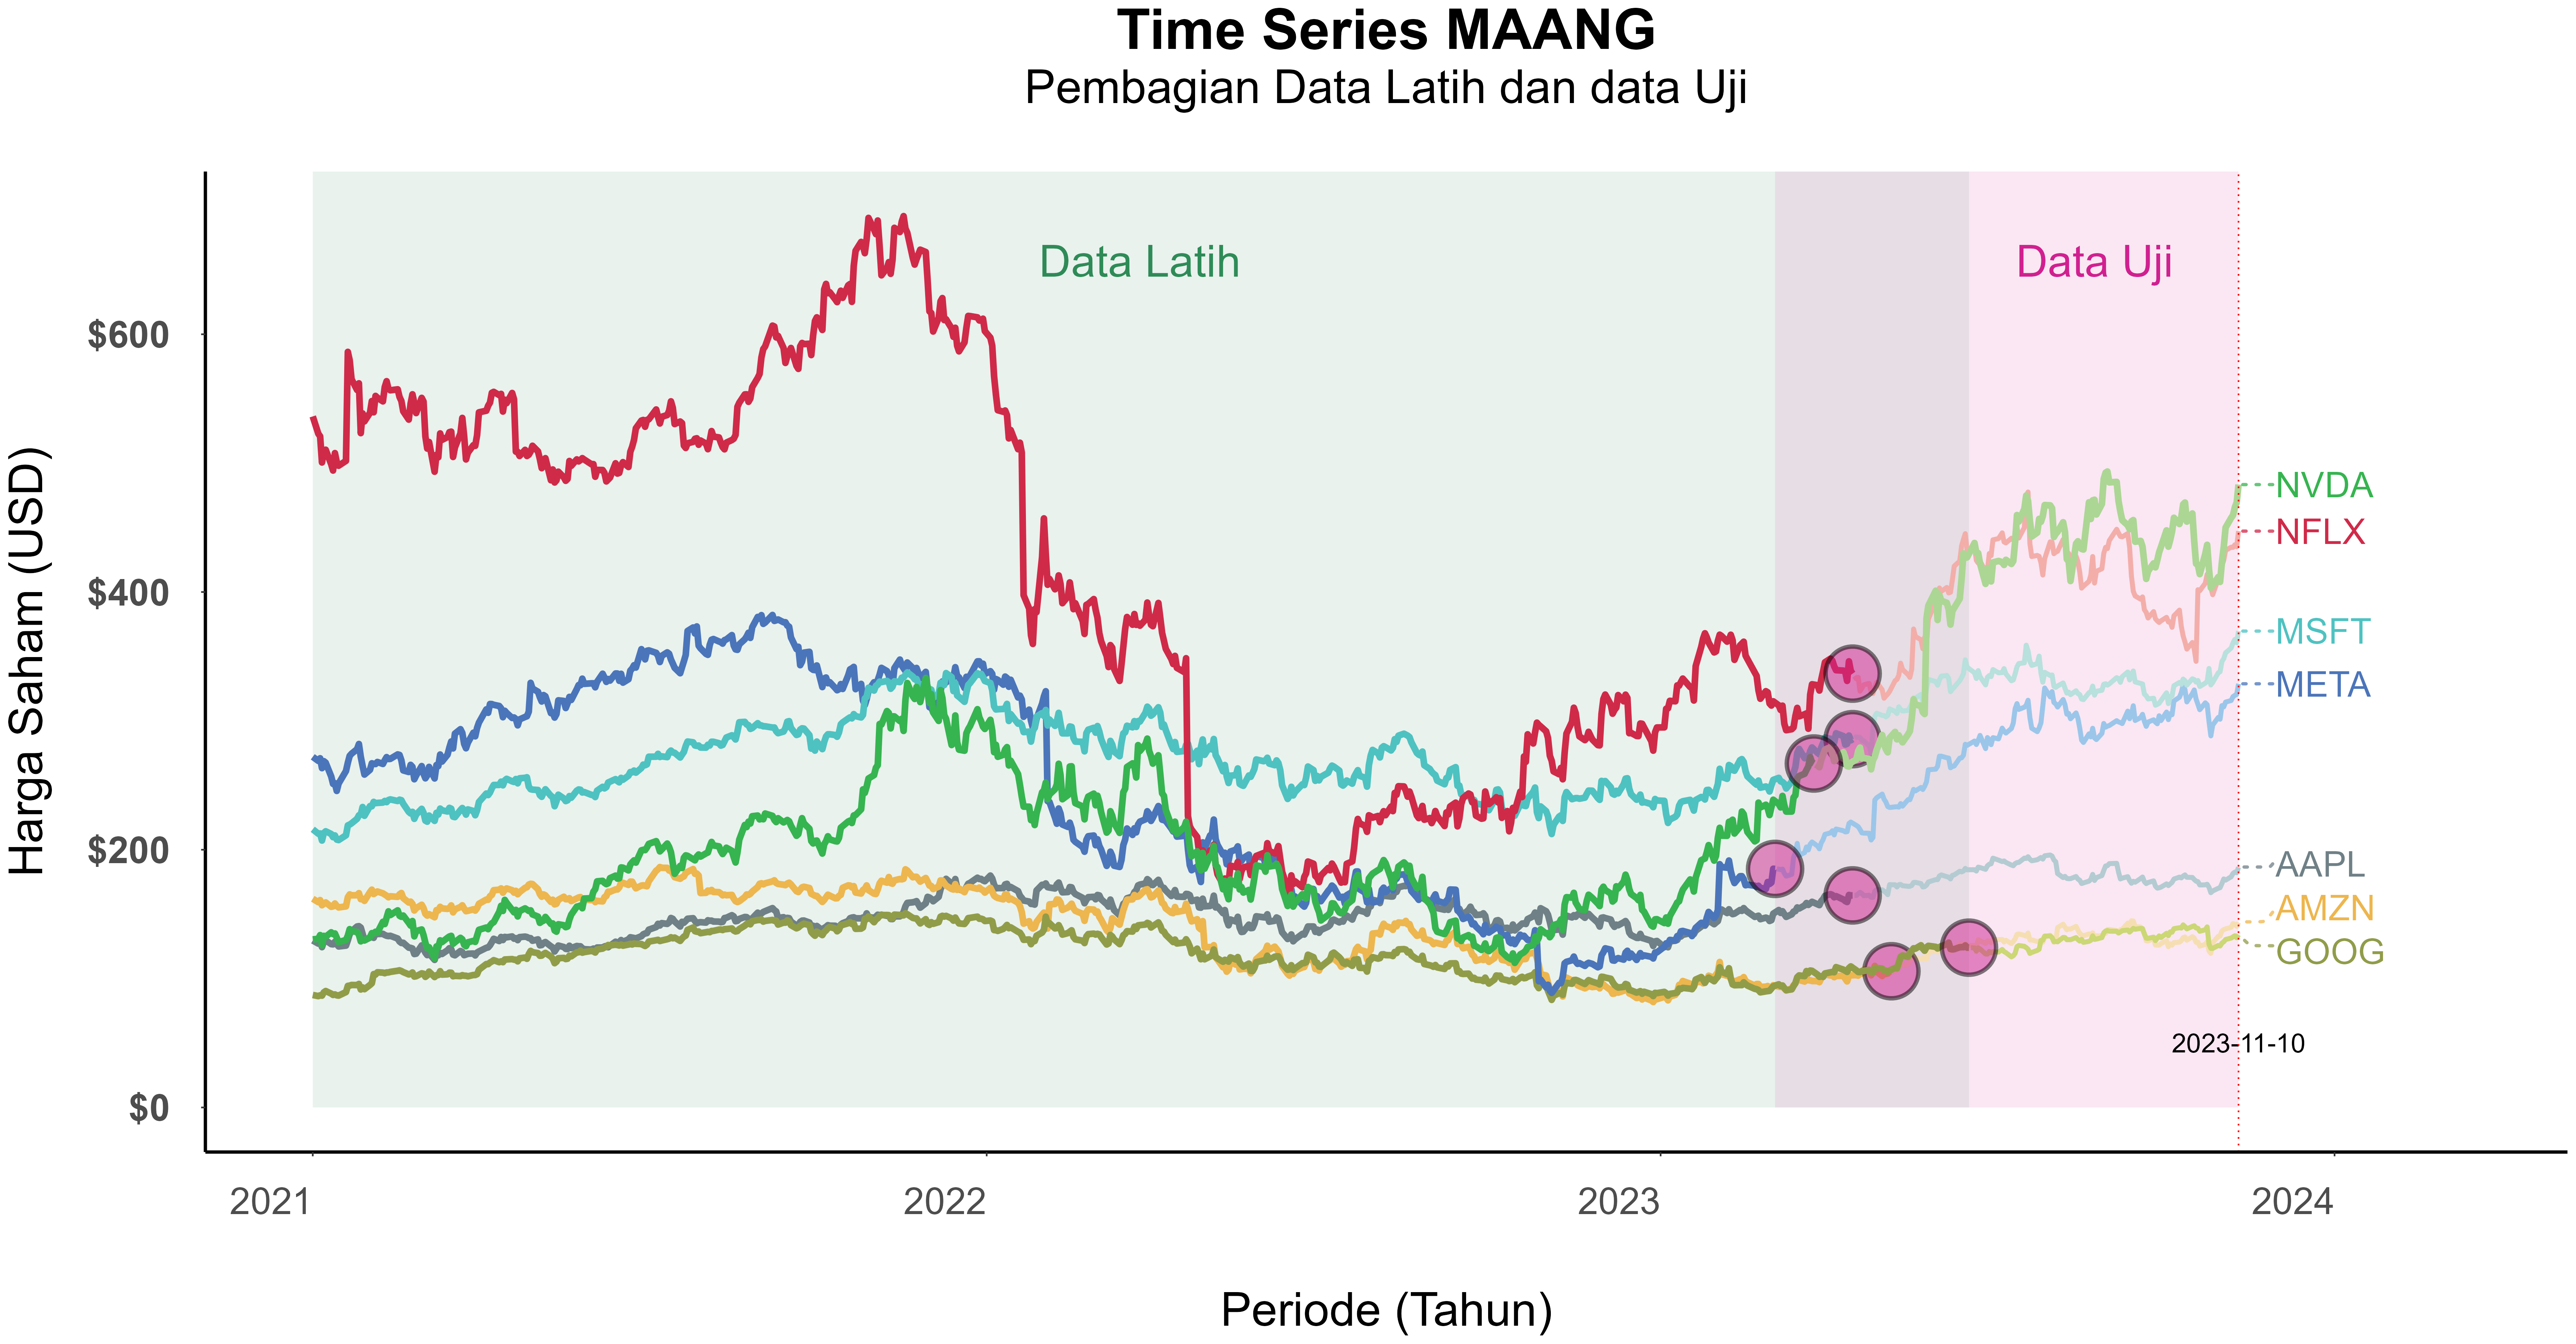 Time Series MAANG
Pembagian Data Latih dan data Uji
Harga Saham (USD)
$600
$400
$200
$0
Data Latih
Data Uji
NVDA
NFLX
MSFT
META
AAPL
AMZN
GOOG
2023-11-10
2021
2022
2023
2024
Periode (Tahun)